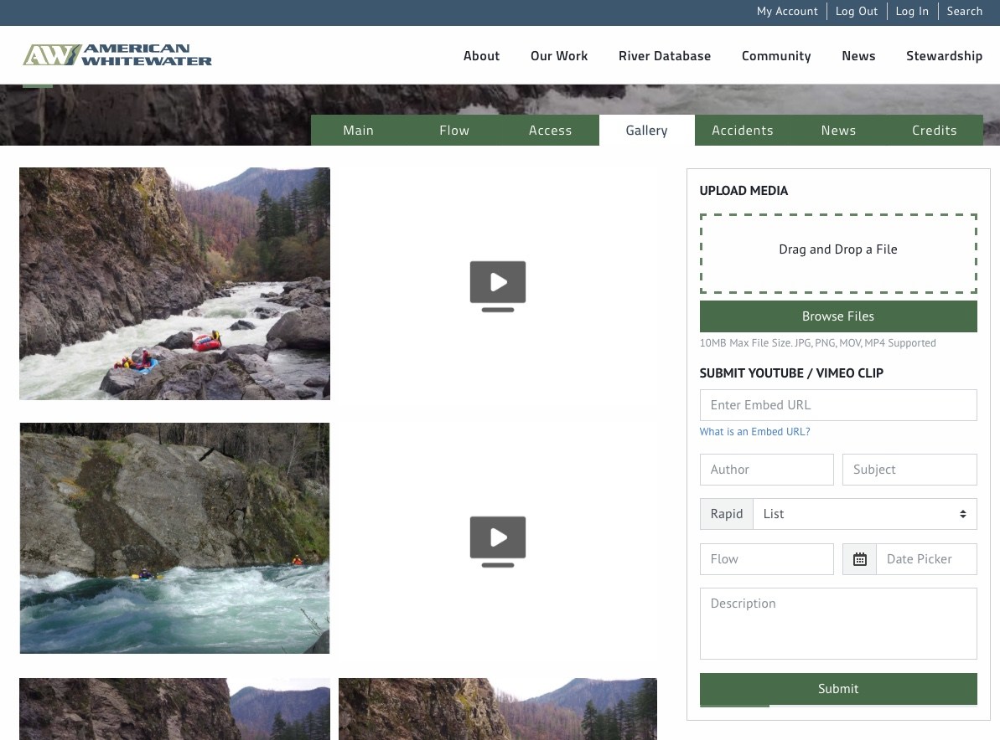 My Account
Log Out
Log In
Search
AW AMERICAN
WHITEWATER
About
Our Work
River Database
Community
News
Stewardship
Main
Flow
Access
Gallery
Accidents
News
Credits
UPLOAD MEDIA
Drag and Drop a File
Browse Files
10MB Max File Size. JPG, PNG, MOV, MP4 Supported
SUBMIT YOUTUBE / VIMEO CLIP
Enter Embed URL
What is an Embed URL?
Author
Subject
Rapid
List
Flow
Date Picker
Description
Submit